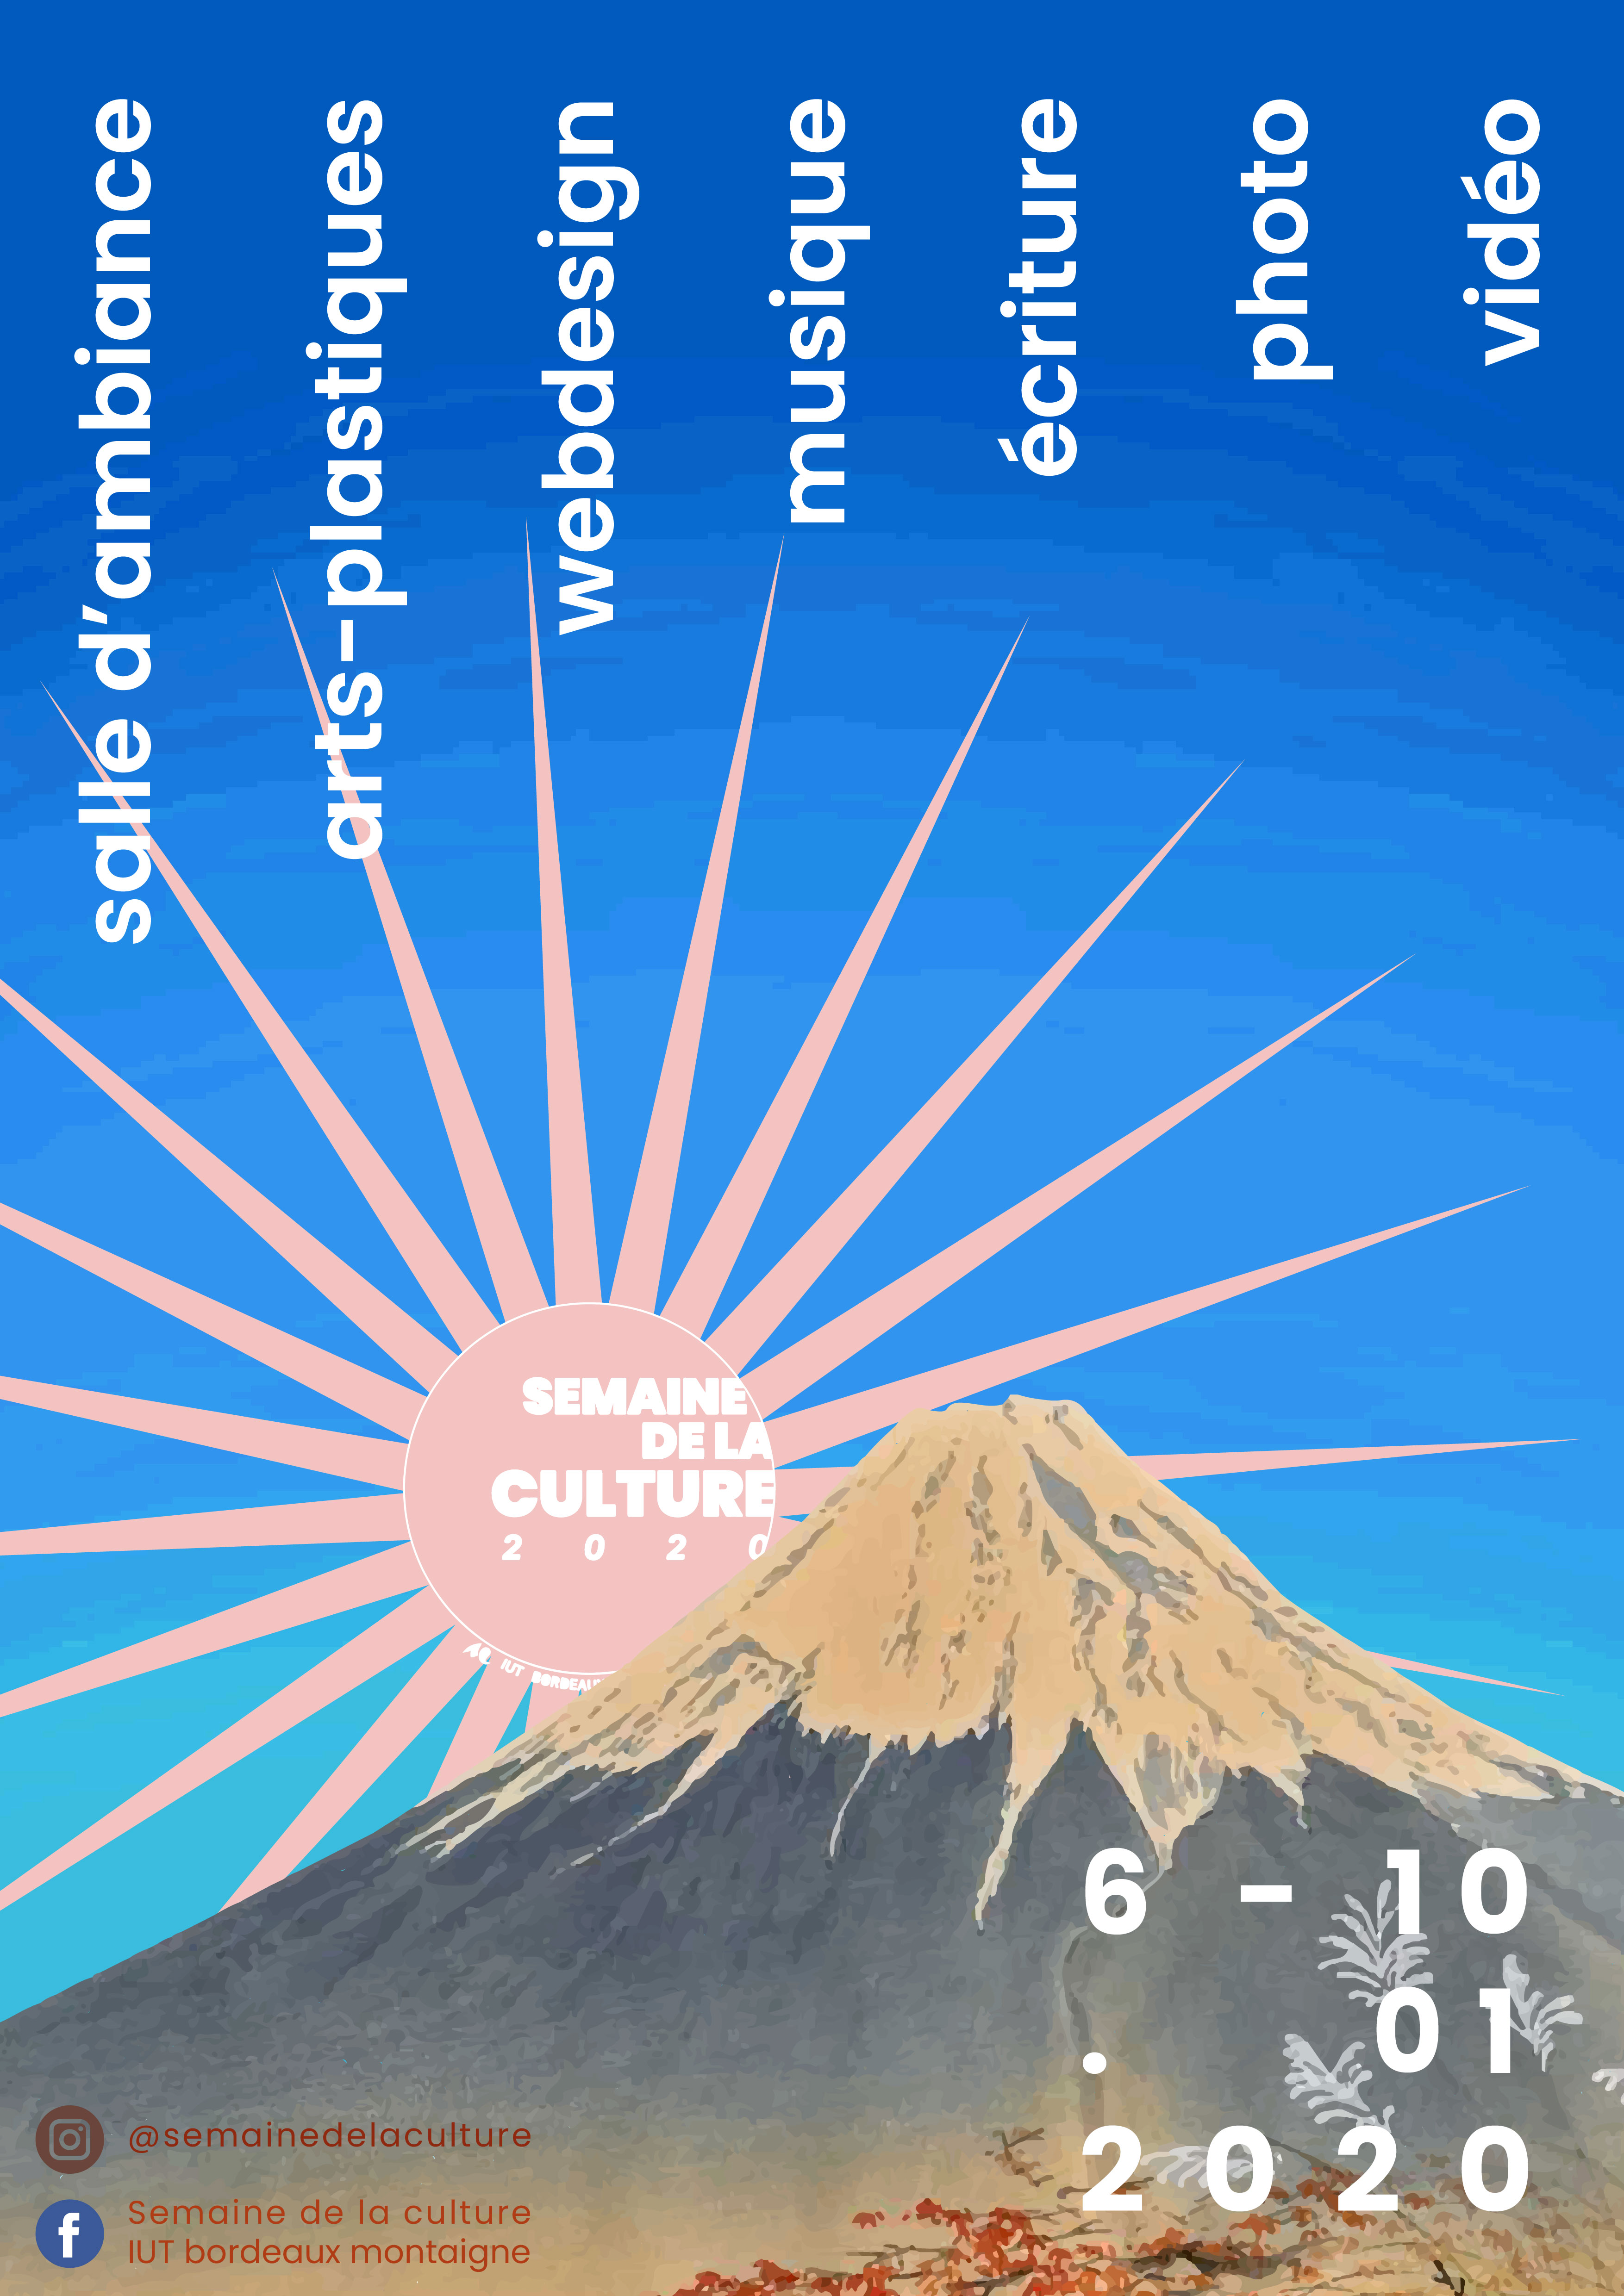 salle d'ambiance
arts-plastiques
webdesign
musique
écriture
photo
vidéo
SEMAINE
DE LA
CULTURE
2 0 2 0
IUT
6 - 10
. 01
2020
@semainedelaculture
Semaine de la culture
IUT bordeaux montaigne